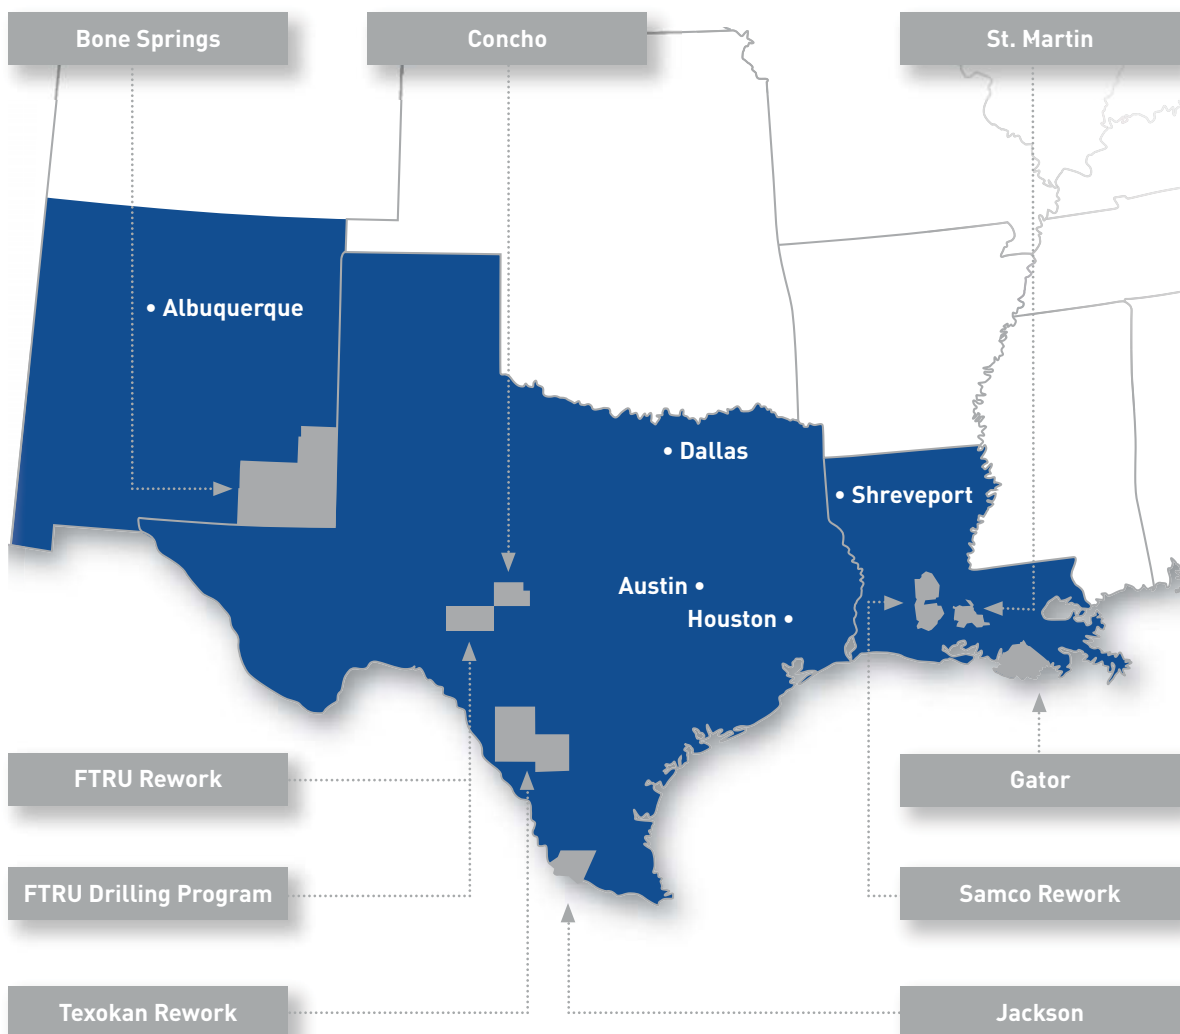 Bone Springs
Concho
St. Martin
Albuquerque
Dallas
Shreveport
Austin
Houston
FTRU Rework
Gator
FTRU Drilling Program
Samco Rework
Texokan Rework
Jackson